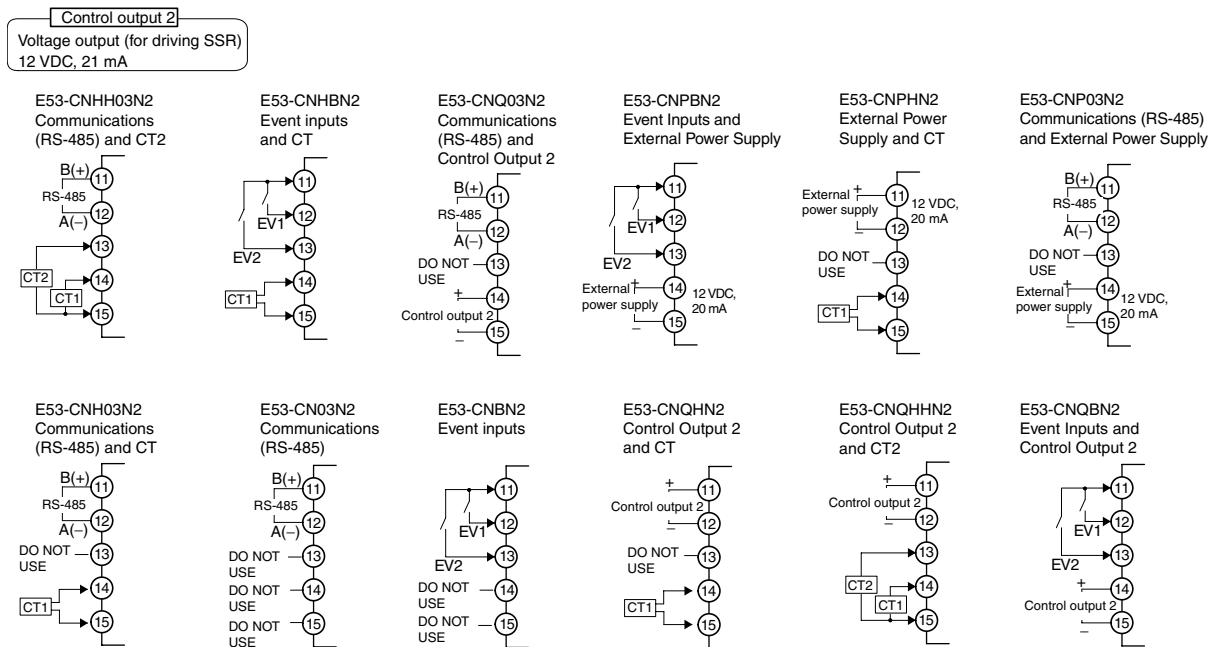 Control output 2
Voltage output (for driving SSR)
12 VDC, 21 mA
E53-CNHH03N2
Communications
(RS-485) and CT2
B(+)
11
RS-485
12
A(−)
13
CT2
14
CT1
15
E53-CNHBN2
Event inputs
and CT
11
12
EV1
13
EV2
14
CT1
15
E53-CNQ03N2
Communications
(RS-485) and
Control Output 2
B(+)
11
RS-485
12
A(−)
DO NOT
USE
13
+
14
Control output 2
−
15
E53-CNPBN2
Event Inputs and
External Power Supply
11
12
EV1
13
EV2
External
power supply
+
14
12 VDC,
20 mA
−
15
E53-CNPHN2
External Power
Supply and CT
External
power supply
+
11
12 VDC,
20 mA
−
12
DO NOT
USE
13
14
CT1
15
E53-CNP03N2
Communications (RS-485)
and External Power Supply
B(+)
11
RS-485
12
A(−)
DO NOT
USE
13
External
power supply
+
14
12 VDC,
20 mA
−
15
E53-CNH03N2
Communications
(RS-485) and CT
B(+)
11
RS-485
12
A(−)
DO NOT
USE
13
14
CT1
15
E53-CN03N2
Communications
(RS-485)
B(+)
11
RS-485
12
A(−)
DO NOT
USE
13
DO NOT
USE
14
DO NOT
USE
15
E53-CNBN2
Event inputs
11
12
EV1
13
EV2
DO NOT
USE
14
DO NOT
USE
15
E53-CNQHN2
Control Output 2
and CT
+
11
Control output 2
−
12
DO NOT
USE
13
14
CT1
15
E53-CNQHHN2
Control Output 2
and CT2
+
11
Control output 2
−
12
13
CT2
14
CT1
15
E53-CNQBN2
Event Inputs and
Control Output 2
11
12
EV1
13
EV2
+
14
Control output 2
−
15